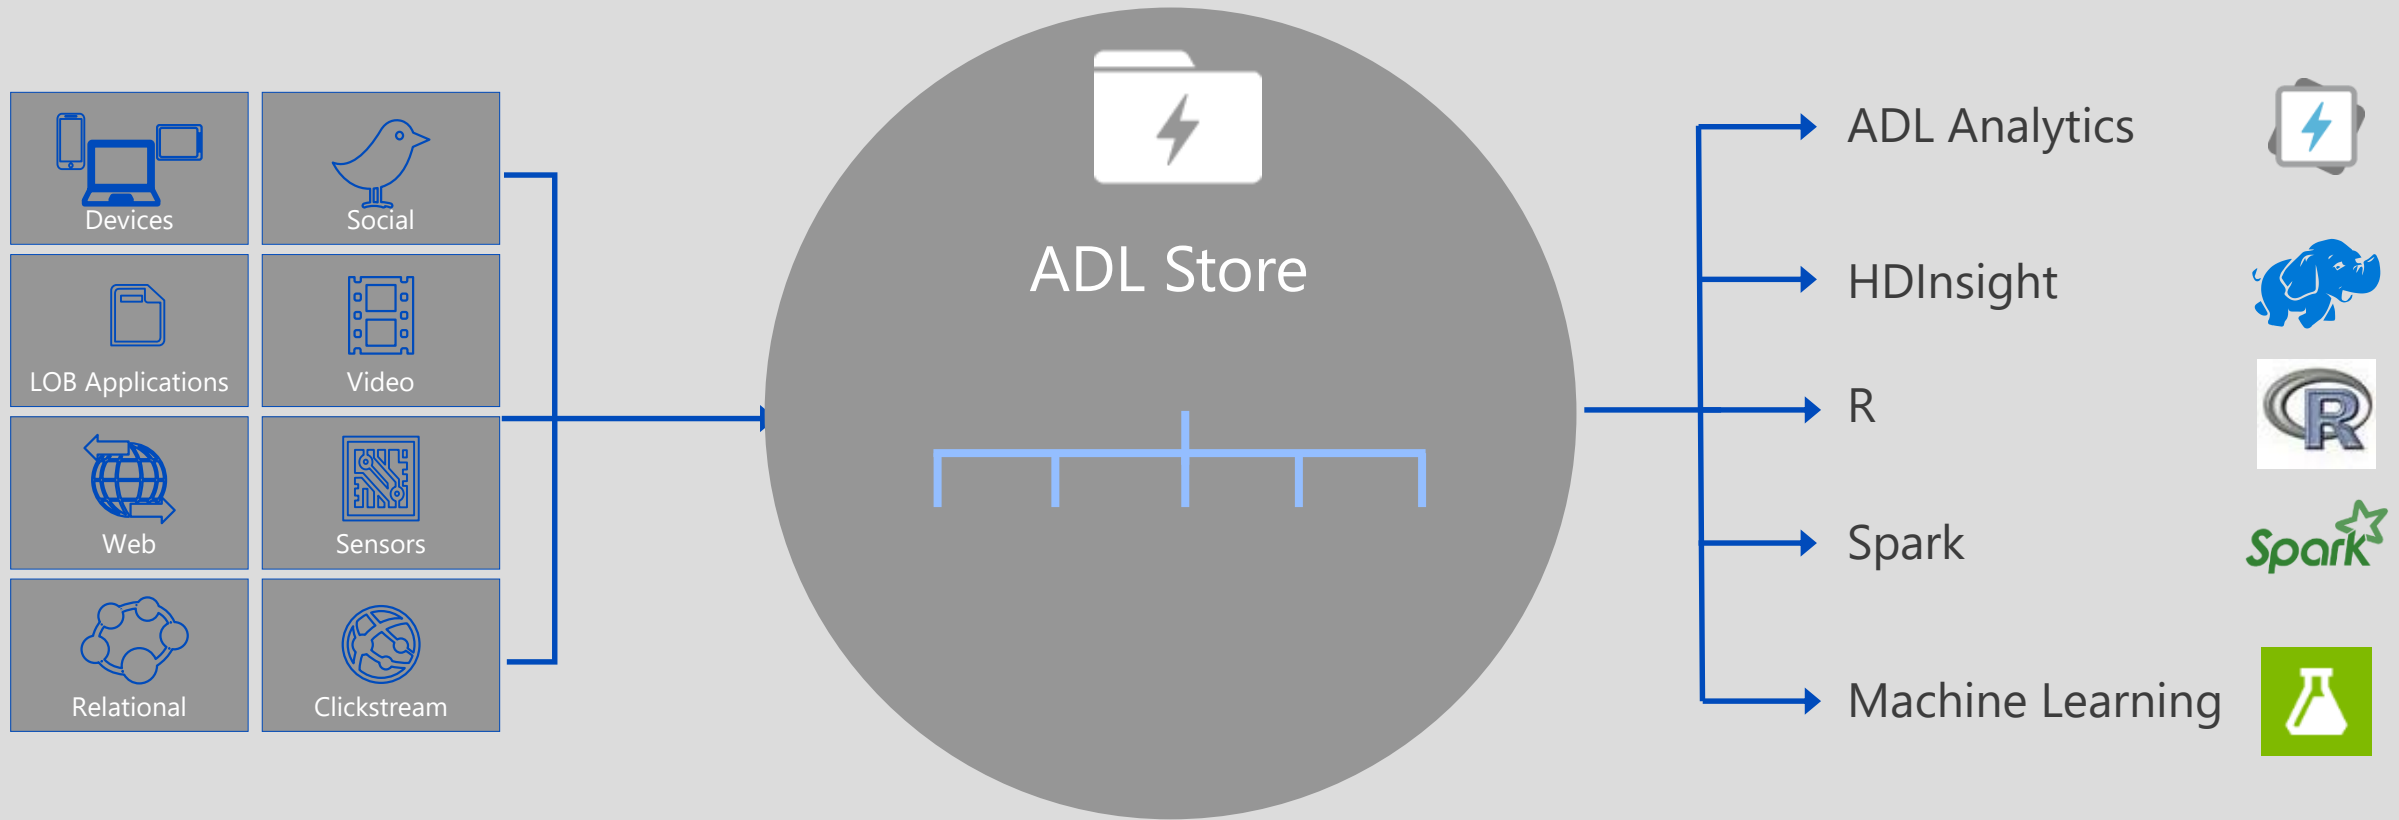 Devices
Social
LOB Applications
Video
Web
Sensors
Relational
Clickstream
ADL Store
ADL Analytics
HDInsight
R
R
Spark
Spark
Machine Learning